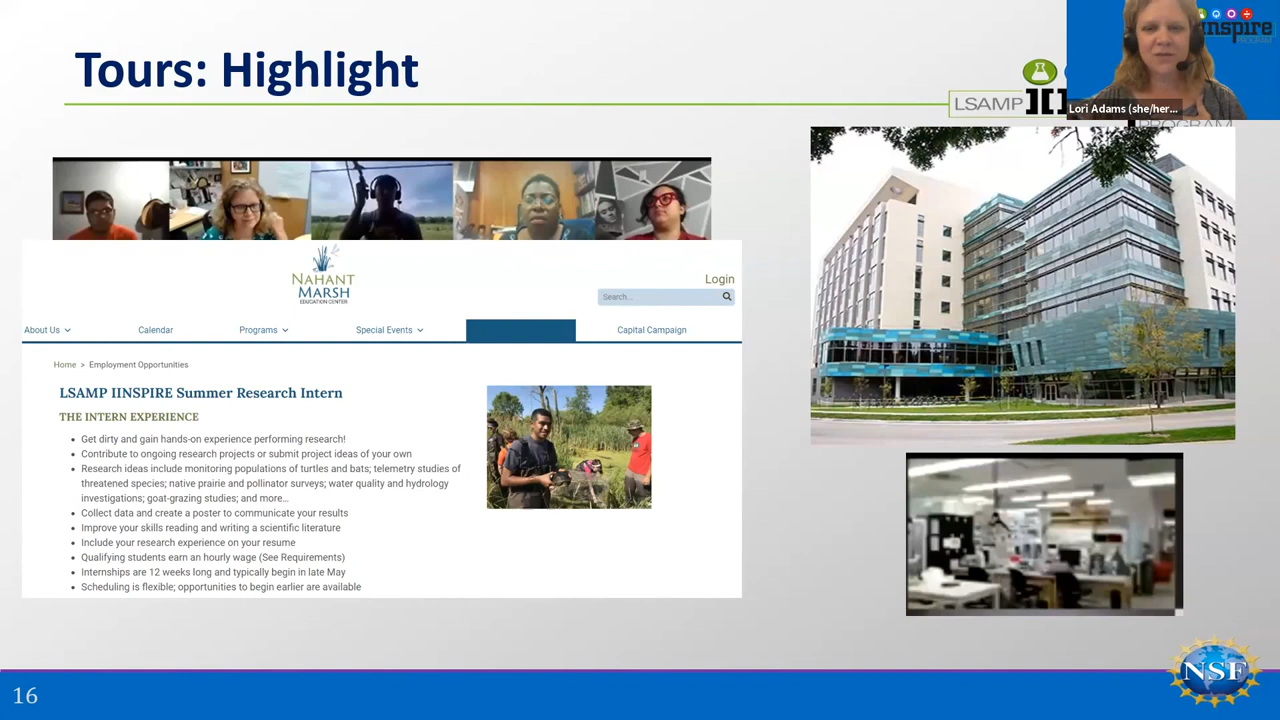 Tours: Highlight
inspire
PROGRAM
LSAMP
Lori Adams (she/her...
PROGRAM
NAHANT
MARSH
EDUCATION CENTER
Login
Search...
About Us
Calendar
Programs
Special Events
Capital Campaign
Home > Employment Opportunities
LSAMP IINSPIRE Summer Research Intern
THE INTERN EXPERIENCE
• Get dirty and gain hands-on experience performing research!
• Contribute to ongoing research projects or submit project ideas of your own
• Research ideas include monitoring populations of turtles and bats; telemetry studies of
threatened species; native prairie and pollinator surveys; water quality and hydrology
investigations; goat-grazing studies; and more…
• Collect data and create a poster to communicate your results
• Improve your skills reading and writing a scientific literature
• Include your research experience on your resume
• Qualifying students earn an hourly wage (See Requirements)
• Internships are 12 weeks long and typically begin in late May
• Scheduling is flexible; opportunities to begin earlier are available
16
NSF